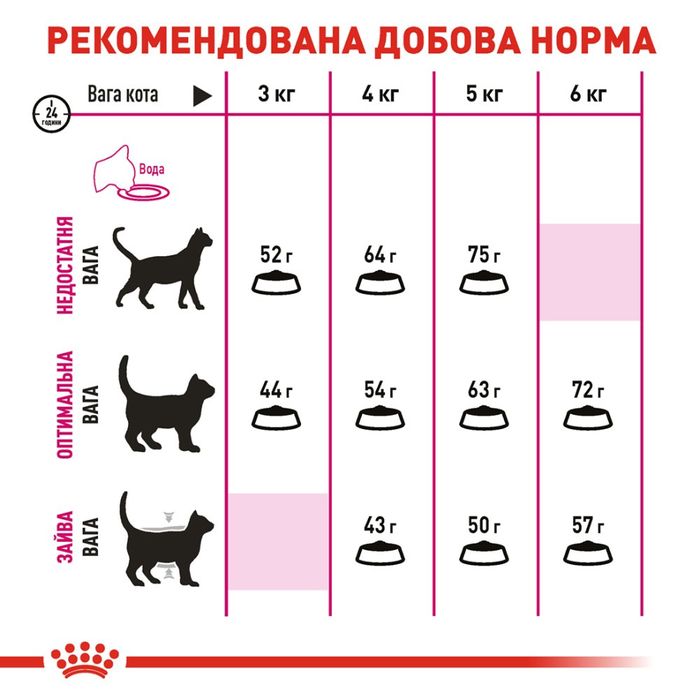 РЕКОМЕНДОВАНА ДОБОВА НОРМА
Вага кота 3 кг 4 кг 5 кг 6 кг
24
години
Вода
НЕДОСТАТНЯ
ВАГА
52 г 64 г 75 г
ОПТИМАЛЬНА
ВАГА
44 г 54 г 63 г 72 г
ЗАЙВА
ВАГА
43 г 50 г 57 г